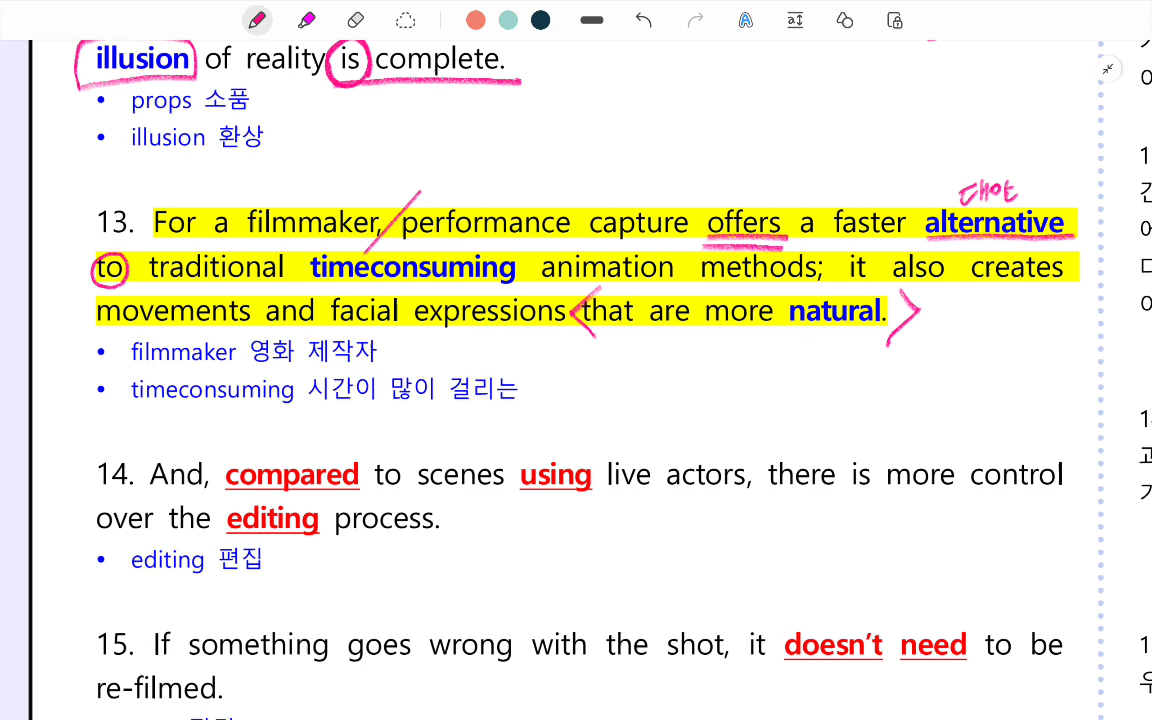 illusion of reality is complete.
• props 소품
• illusion 환상
대안
13. For a filmmaker, performance capture offers a faster alternative
to traditional timeconsuming animation methods; it also creates
movements and facial expressions that are more natural.
• filmmaker 영화 제작자
• timeconsuming 시간이 많이 걸리는
14. And, compared to scenes using live actors, there is more control
over the editing process.
• editing 편집
15. If something goes wrong with the shot, it doesn't need to be
re-filmed.